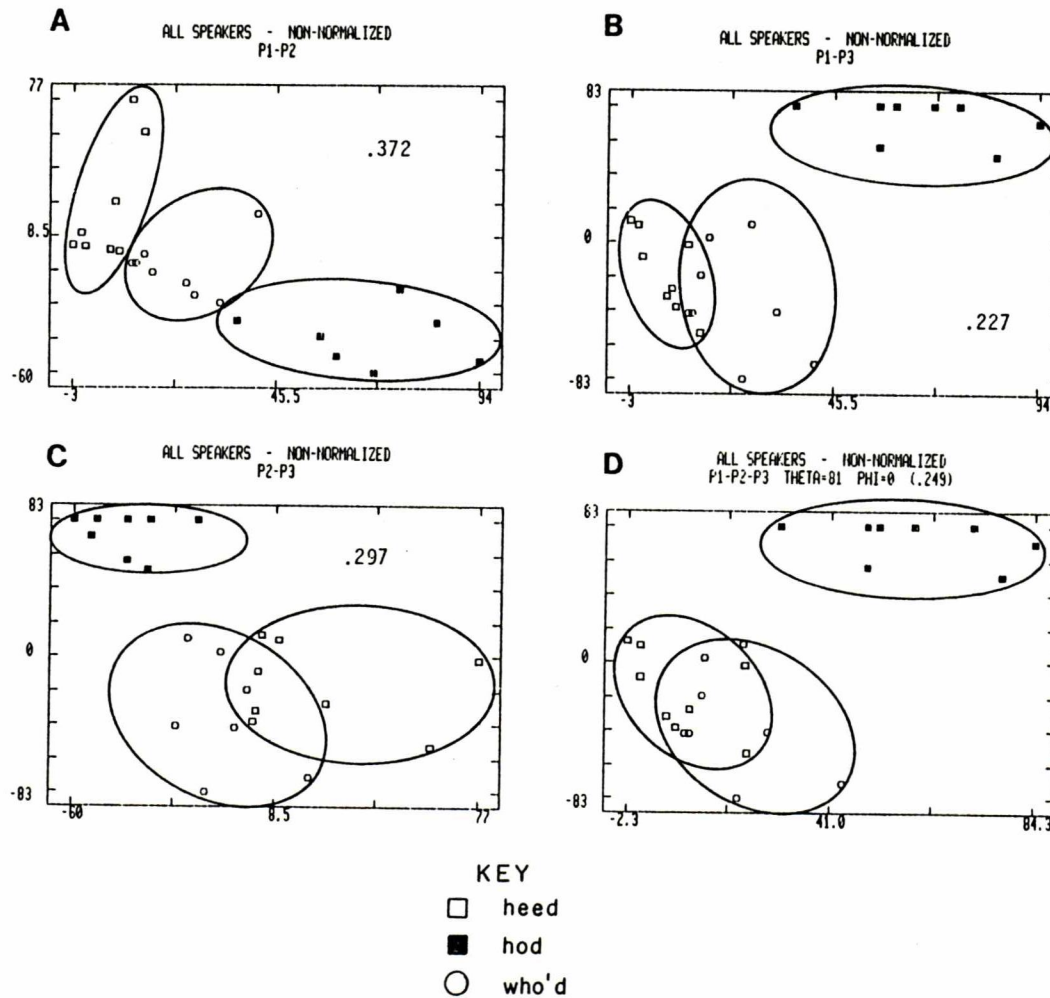 A
ALL SPEAKERS - NON-NORMALIZED
P1-P2
77
8.5
-60
-3
45.5
94
.372
B
ALL SPEAKERS - NON-NORMALIZED
P1-P3
83
0
-83
-3
45.5
94
.227
C
ALL SPEAKERS - NON-NORMALIZED
P2-P3
83
0
-83
-60
8.5
77
.297
D
ALL SPEAKERS - NON-NORMALIZED
P1-P2-P3 THETA=81 PHI=0 (.249)
83
0
-83
-2.3
41.0
84.3
KEY
heed
hod
who'd